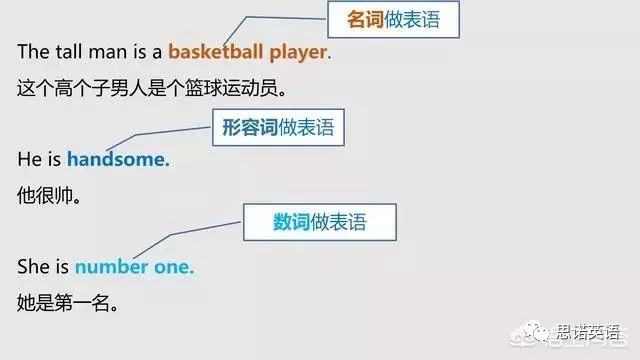 名词做表语
The tall man is a basketball player.
这个高个子男人是个篮球运动员。
形容词做表语
He is handsome.
他很帅。
数词做表语
She is number one.
她是第一名。
思诺英语